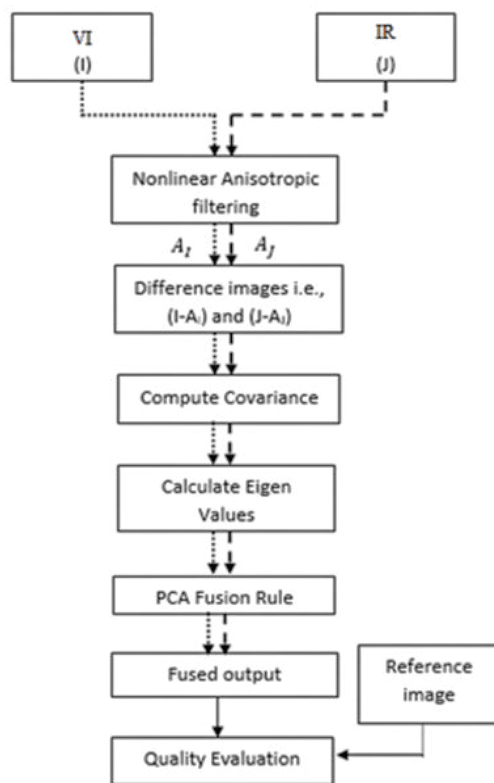 VI
(I)
IR
(J)
Nonlinear Anisotropic
filtering
A_I A_J
Difference images i.e.,
(I-A_I) and (J-A_J)
Compute Covariance
Calculate Eigen
Values
PCA Fusion Rule
Fused output
Reference
image
Quality Evaluation